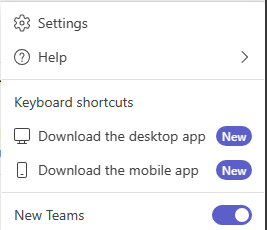 Settings
Help
Keyboard shortcuts
Download the desktop app New
Download the mobile app New
New Teams